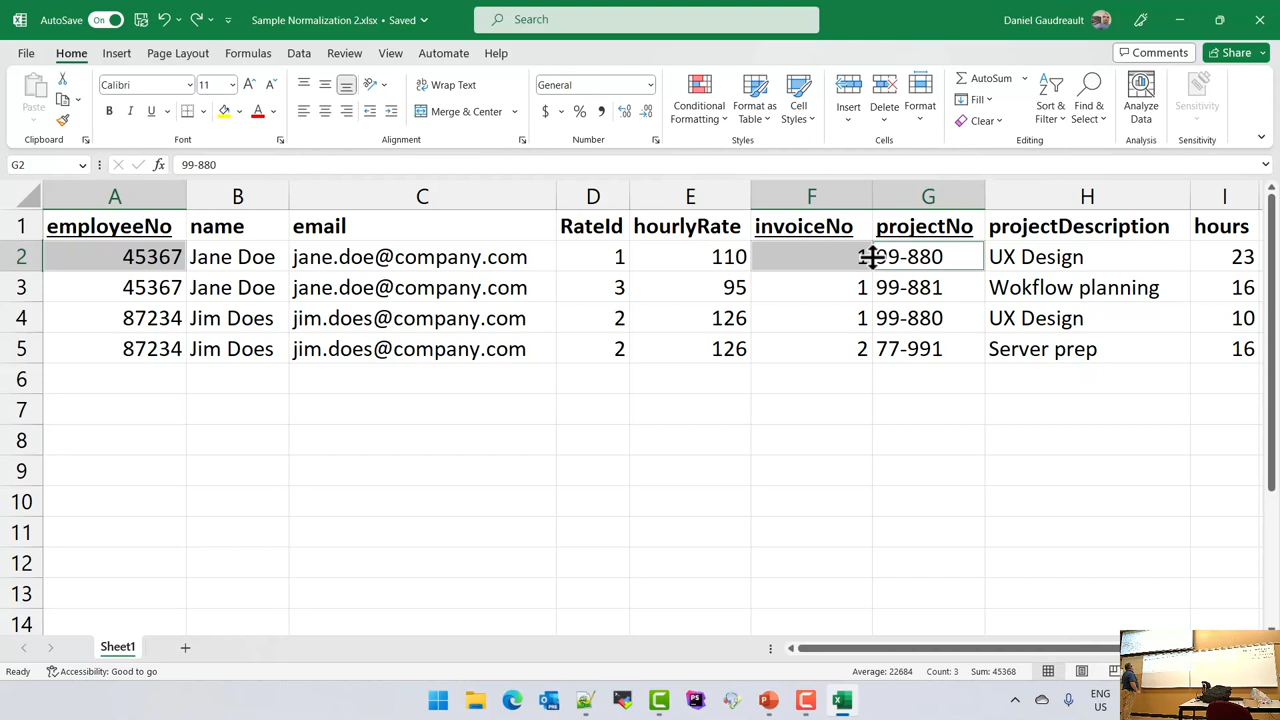 AutoSave On Sample Normalization 2.xlsx • Saved Search Daniel Gaudreault
File Home Insert Page Layout Formulas Data Review View Automate Help Comments Share
Paste Calibri 11 Wrap Text General Conditional Formatting Format as Table Cell Styles Insert Delete Format AutoSum Sort & Filter Find & Select Analyze Data Sensitivity
B I U Merge & Center $ % Fill
Clear
Clipboard Font Alignment Number Styles Cells Editing Analysis Sensitivity
G2 fx 99-880
A B C D E F G H I
1 employeeNo name email RateId hourlyRate invoiceNo projectNo projectDescription hours
2 45367 Jane Doe jane.doe@company.com 1 110 1 99-880 UX Design 23
3 45367 Jane Doe jane.doe@company.com 3 95 1 99-881 Wokflow planning 16
4 87234 Jim Does jim.does@company.com 2 126 1 99-880 UX Design 10
5 87234 Jim Does jim.does@company.com 2 126 2 77-991 Server prep 16
6
7
8
9
10
11
12
13
14
Sheet1
Ready Accessibility: Good to go Average: 22684 Count: 3 Sum: 45368
ENG
US